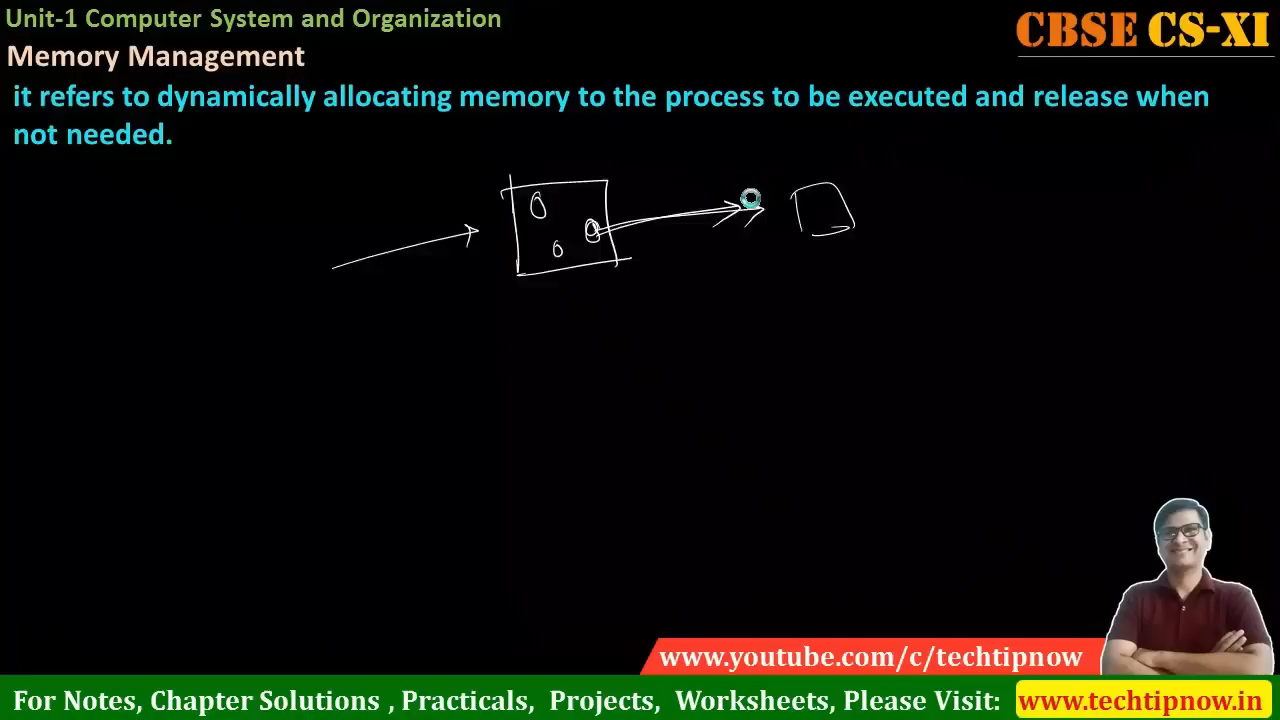 Unit-1 Computer System and Organization
CBSE CS-XI
Memory Management
it refers to dynamically allocating memory to the process to be executed and release when
not needed.
www.youtube.com/c/techtipnow
For Notes, Chapter Solutions , Practicals, Projects, Worksheets, Please Visit: www.techtipnow.in